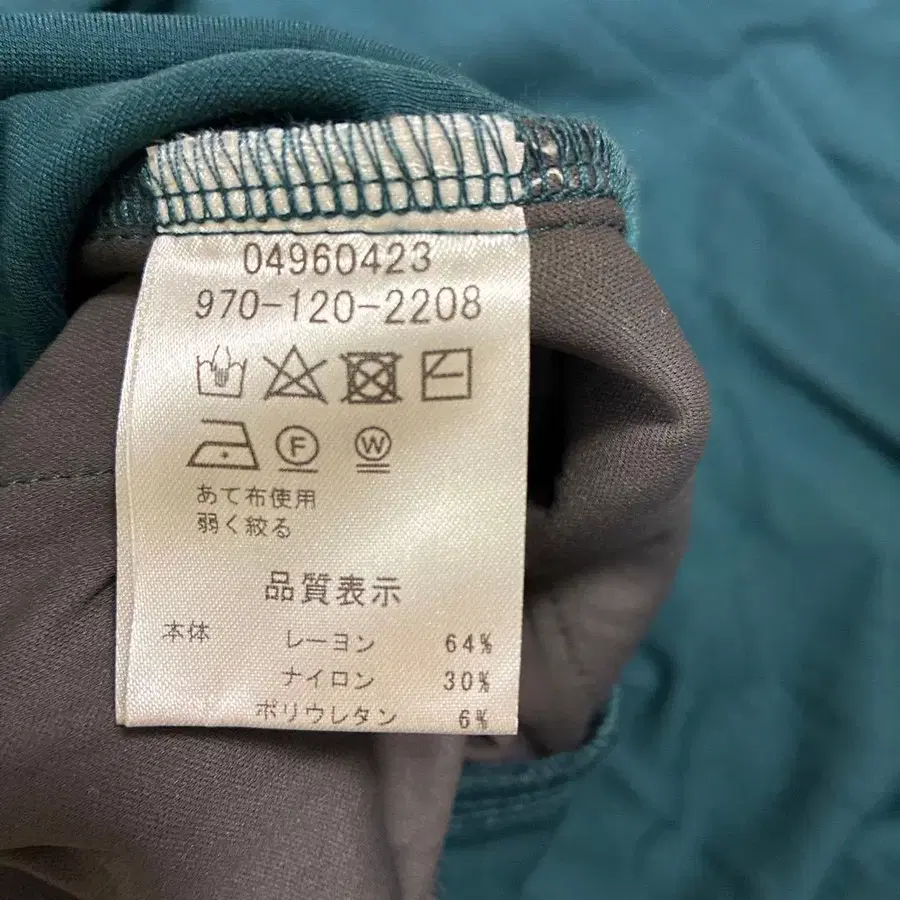 04960423
970-120-2208
F W
あて布使用
弱く絞る
品質表示
本体 レーヨン 64%
ナイロン 30%
ポリウレタン 6%